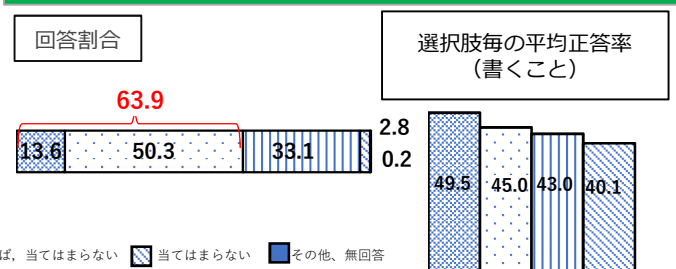 回答割合
選択肢毎の平均正答率
（書くこと）
63.9
13.6
50.3
33.1
2.8
0.2
49.5
45.0
43.0
40.1
ば，当てはまらない
当てはまらない
その他、無回答